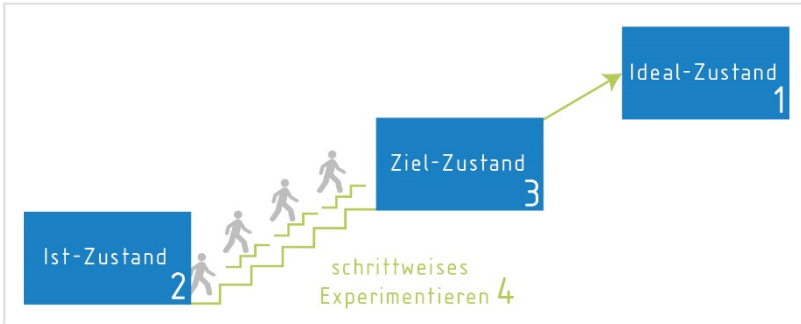 Ideal-Zustand
1
Ziel-Zustand
3
Ist-Zustand
2
schrittweises
Experimentieren 4